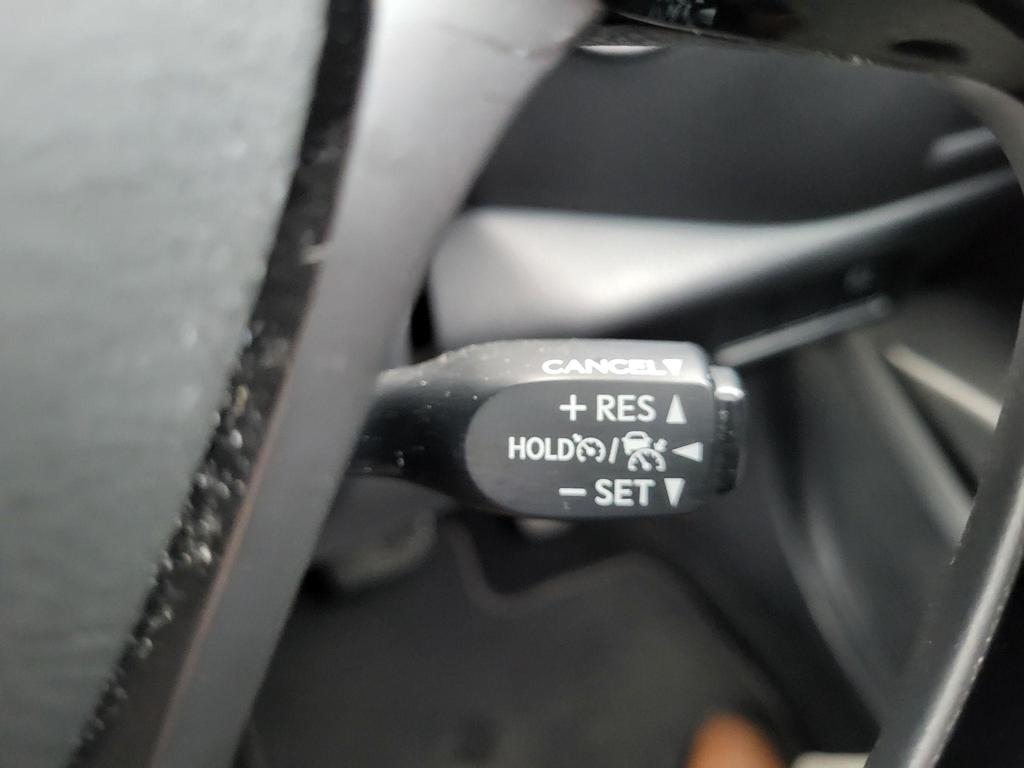 CANCEL
+ RES
HOLD /
- SET